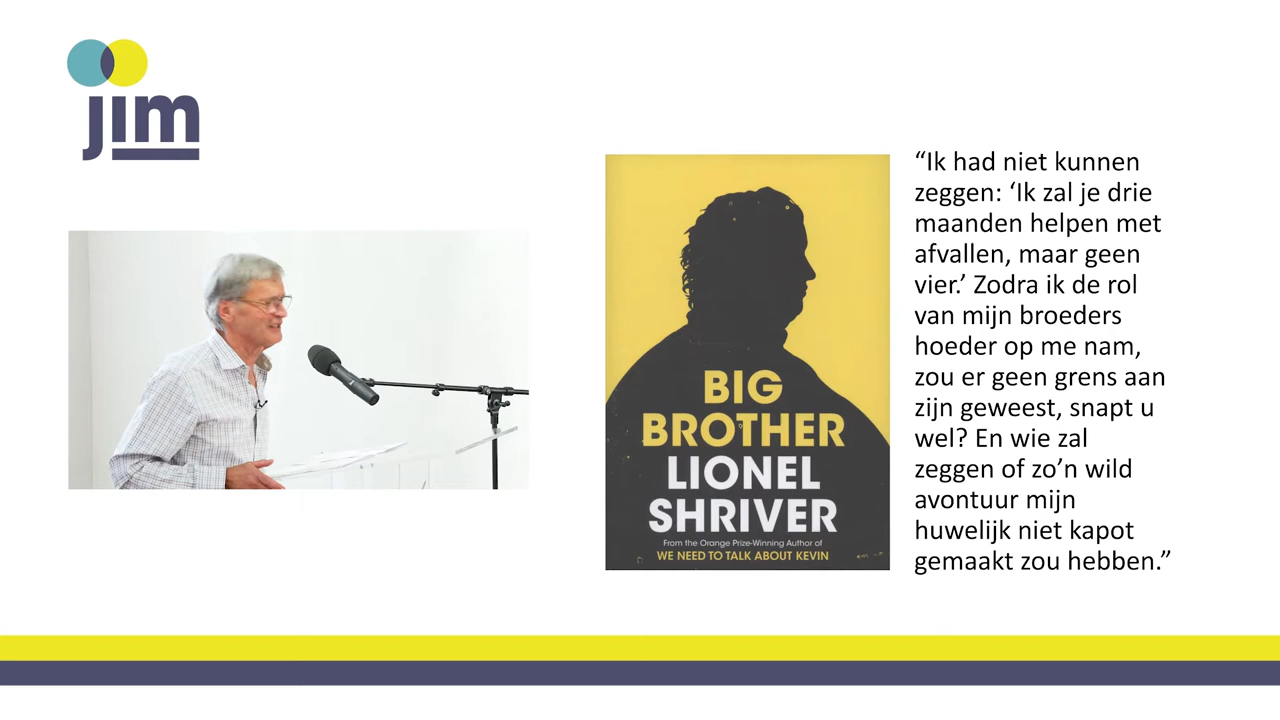 jim
BIG
BROTHER
LIONEL
SHRIVER
From the Orange Prize-Winning Author of
WE NEED TO TALK ABOUT KEVIN
“Ik had niet kunnen
zeggen: ‘Ik zal je drie
maanden helpen met
afvallen, maar geen
vier.’ Zodra ik de rol
van mijn broeders
hoeder op me nam,
zou er geen grens aan
zijn geweest, snapt u
wel? En wie zal
zeggen of zo’n wild
avontuur mijn
huwelijk niet kapot
gemaakt zou hebben.”